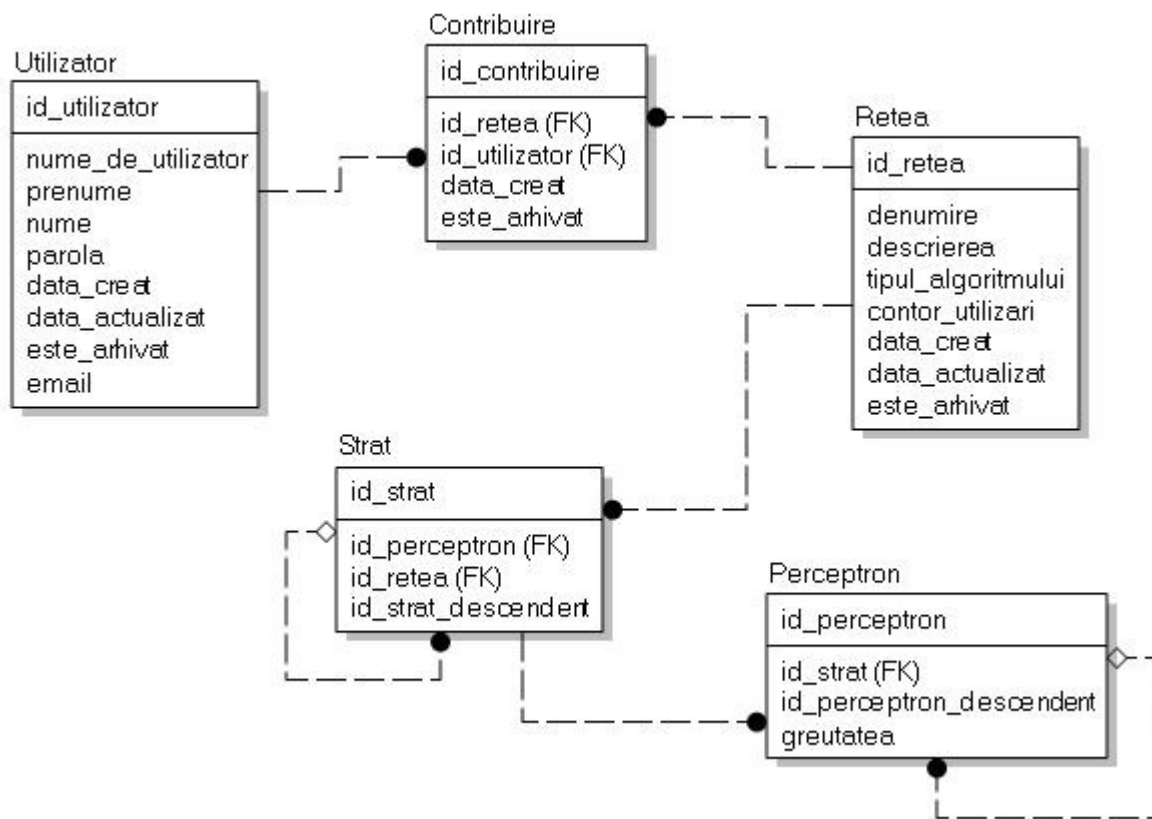 Utilizator
id_utilizator
nume_de_utilizator
prenume
nume
parola
data_creat
data_actualizat
este_arhivat
email
Contribuire
id_contribuire
id_retea (FK)
id_utilizator (FK)
data_creat
este_arhivat
Retea
id_retea
denumire
descrierea
tipul_algoritmului
contor_utilizari
data_creat
data_actualizat
este_arhivat
Strat
id_strat
id_perceptron (FK)
id_retea (FK)
id_strat_descendent
Perceptron
id_perceptron
id_strat (FK)
id_perceptron_descendent
greutatea